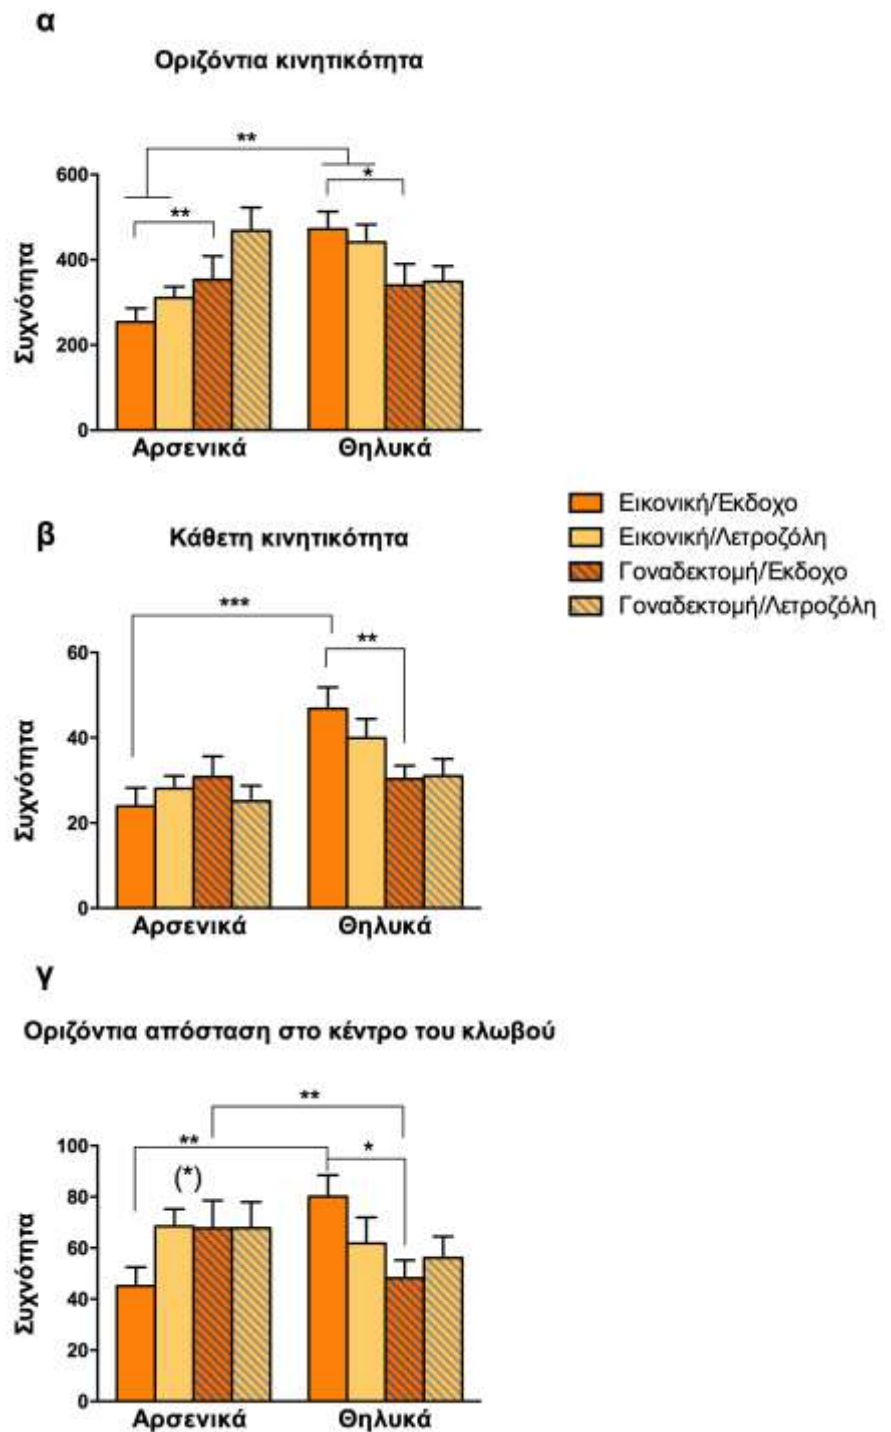 α
Οριζόντια κινητικότητα
**
*
**
600
400
200
0
Συχνότητα
Αρσενικά
Θηλυκά
Εικονική/Έκδοχο
Εικονική/Λετροζόλη
Γοναδεκτομή/Έκδοχο
Γοναδεκτομή/Λετροζόλη
β
Κάθετη κινητικότητα
***
**
60
40
20
0
Συχνότητα
Αρσενικά
Θηλυκά
γ
Οριζόντια απόσταση στο κέντρο του κλωβού
**
**
*
(*)
100
80
60
40
20
0
Συχνότητα
Αρσενικά
Θηλυκά